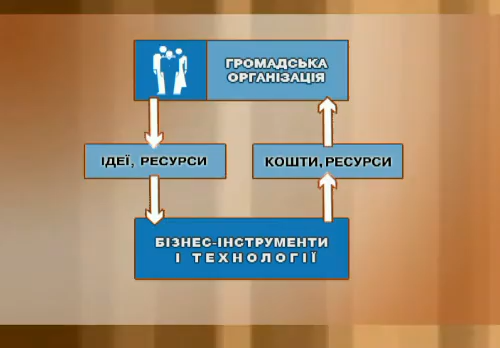 ГРОМАДСЬКА
ОРГАНІЗАЦІЯ
ІДЕЇ, РЕСУРСИ
КОШТИ, РЕСУРСИ
БІЗНЕС-ІНСТРУМЕНТИ
І ТЕХНОЛОГІЇ